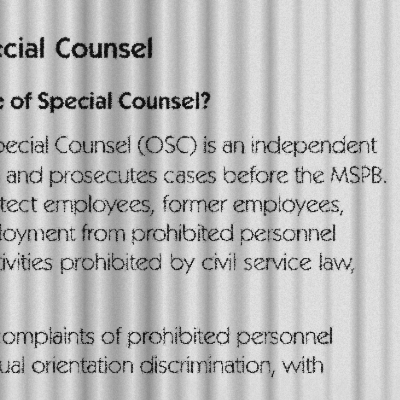 cial Counsel
of Special Counsel?
pecial Counsel (OSC) is an independent
and prosecutes cases before the MSPB.
tect employees, former employees,
loyment from prohibited personnel
tivities prohibited by civil service law,
complaints of prohibited personnel
ual orientation discrimination, with